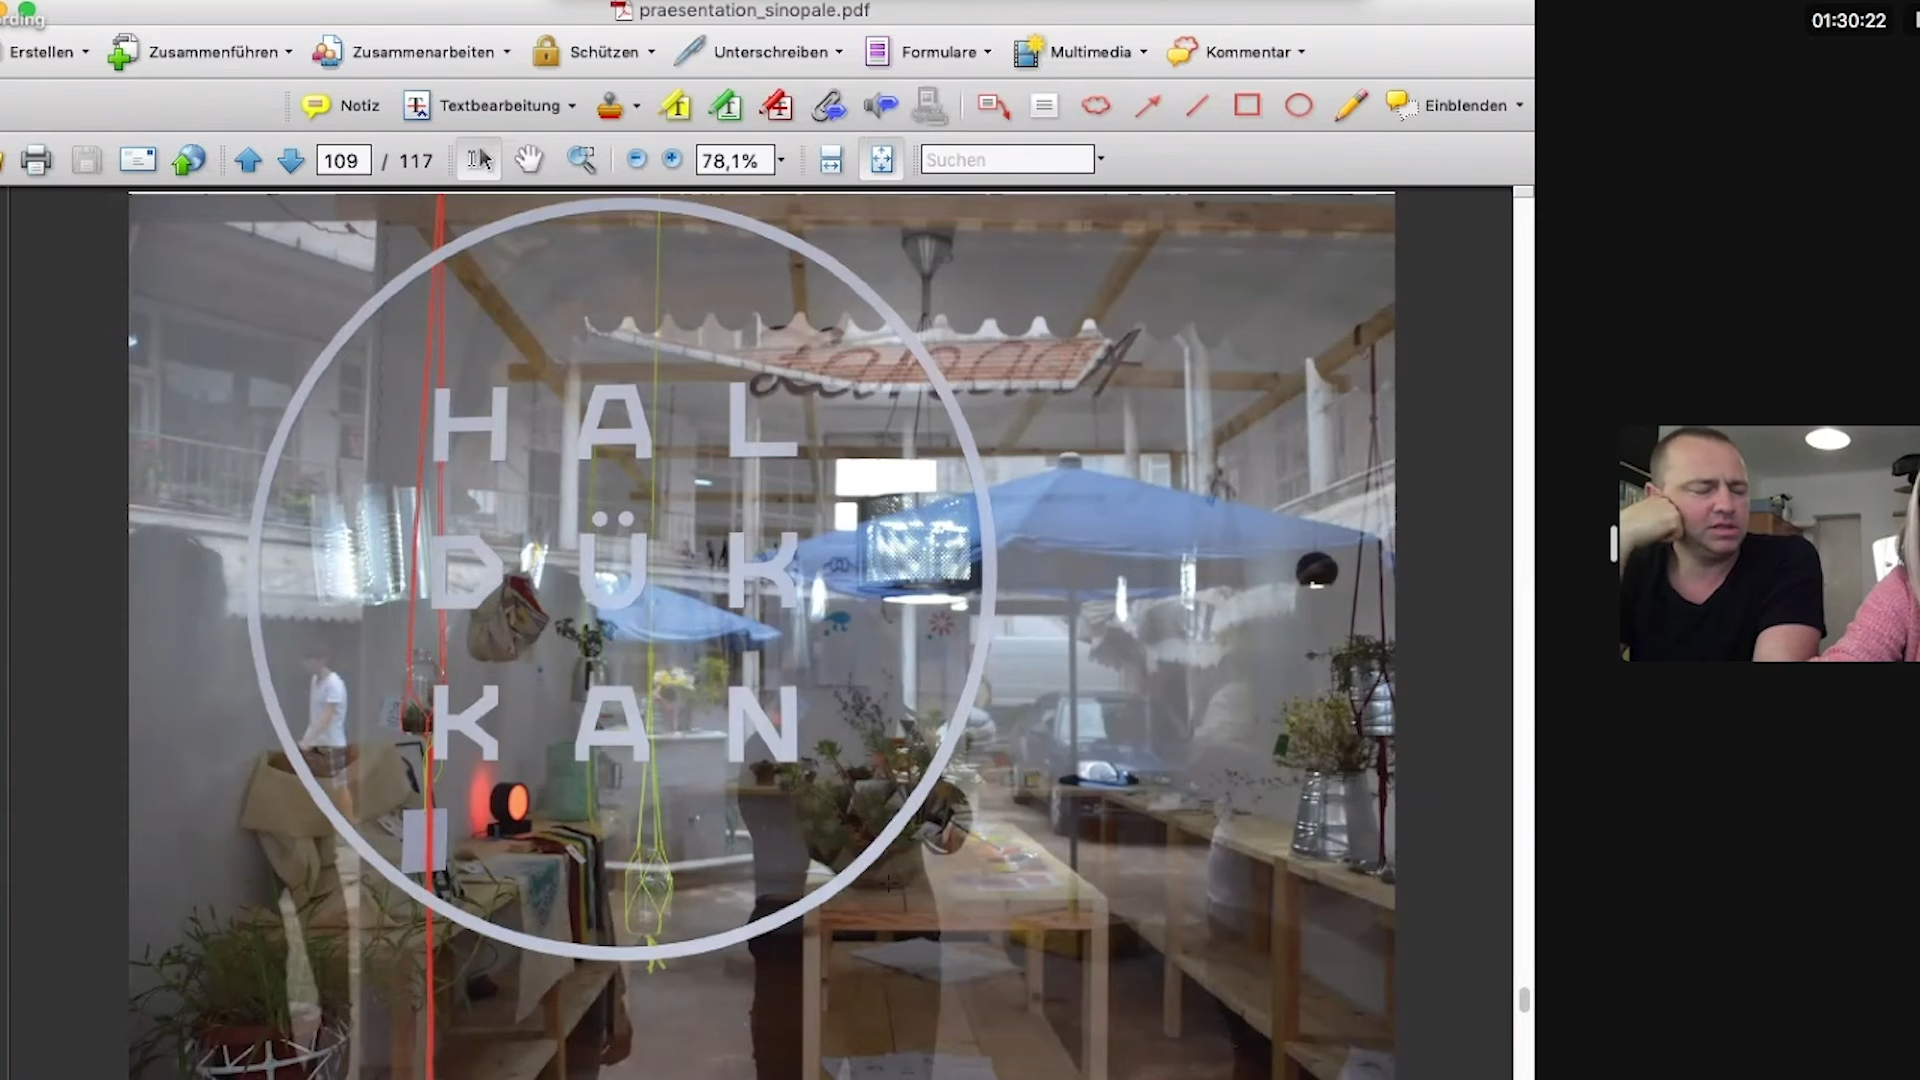 praesentation_sinopale.pdf
01:30:22
Erstellen Zusammenführen Zusammenarbeiten Schützen Unterschreiben Formulare Multimedia Kommentar
Notiz Textbearbeitung Einblenden
109 / 117 78,1% Suchen
HAL
DÜK
KAN